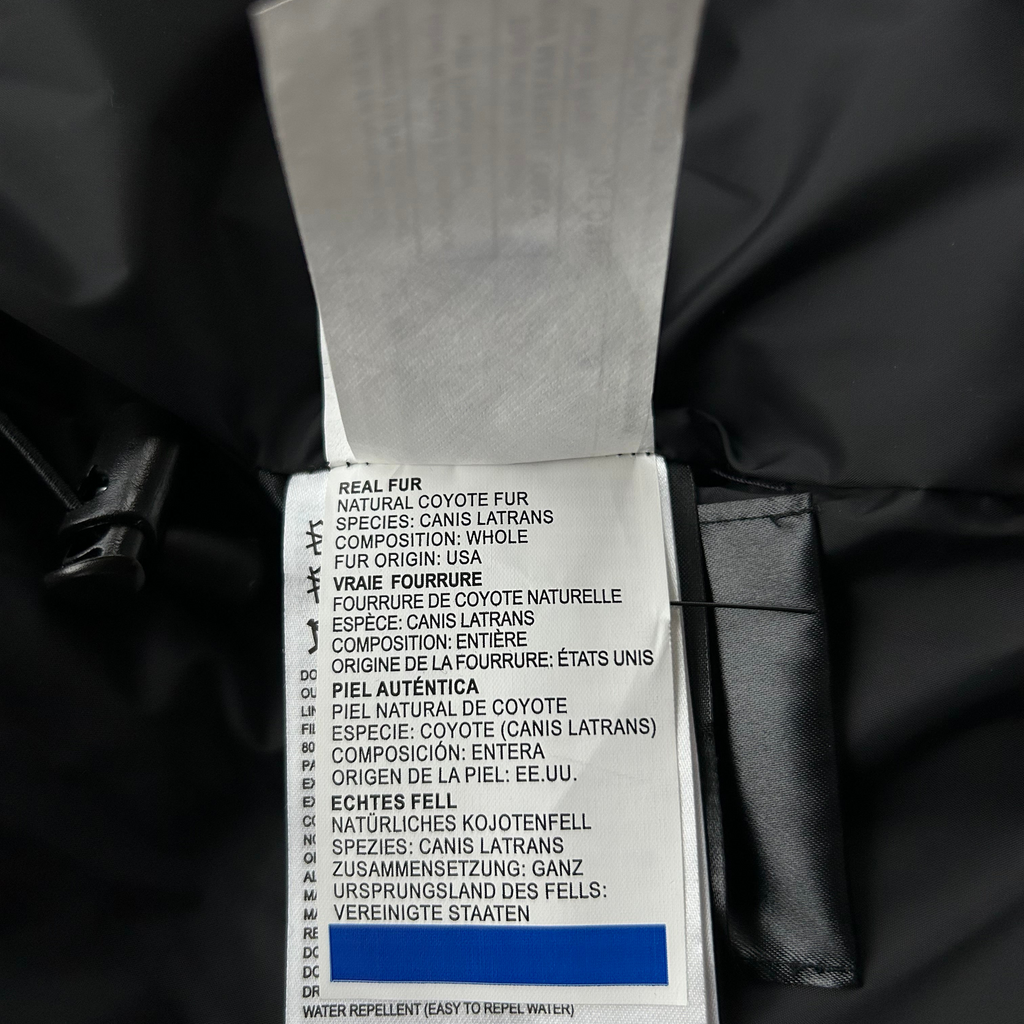 REAL FUR
NATURAL COYOTE FUR
SPECIES: CANIS LATRANS
COMPOSITION: WHOLE
FUR ORIGIN: USA
VRAIE FOURRURE
FOURRURE DE COYOTE NATURELLE
ESPÈCE: CANIS LATRANS
COMPOSITION: ENTIÈRE
ORIGINE DE LA FOURRURE: ÉTATS UNIS
PIEL AUTÉNTICA
PIEL NATURAL DE COYOTE
ESPECIE: COYOTE (CANIS LATRANS)
COMPOSICIÓN: ENTERA
ORIGEN DE LA PIEL: EE.UU.
ECHTES FELL
NATÜRLICHES KOJOTENFELL
SPEZIES: CANIS LATRANS
ZUSAMMENSETZUNG: GANZ
URSPRUNGSLAND DES FELLS:
VEREINIGTE STAATEN
WATER REPELLENT (EASY TO REPEL WATER)